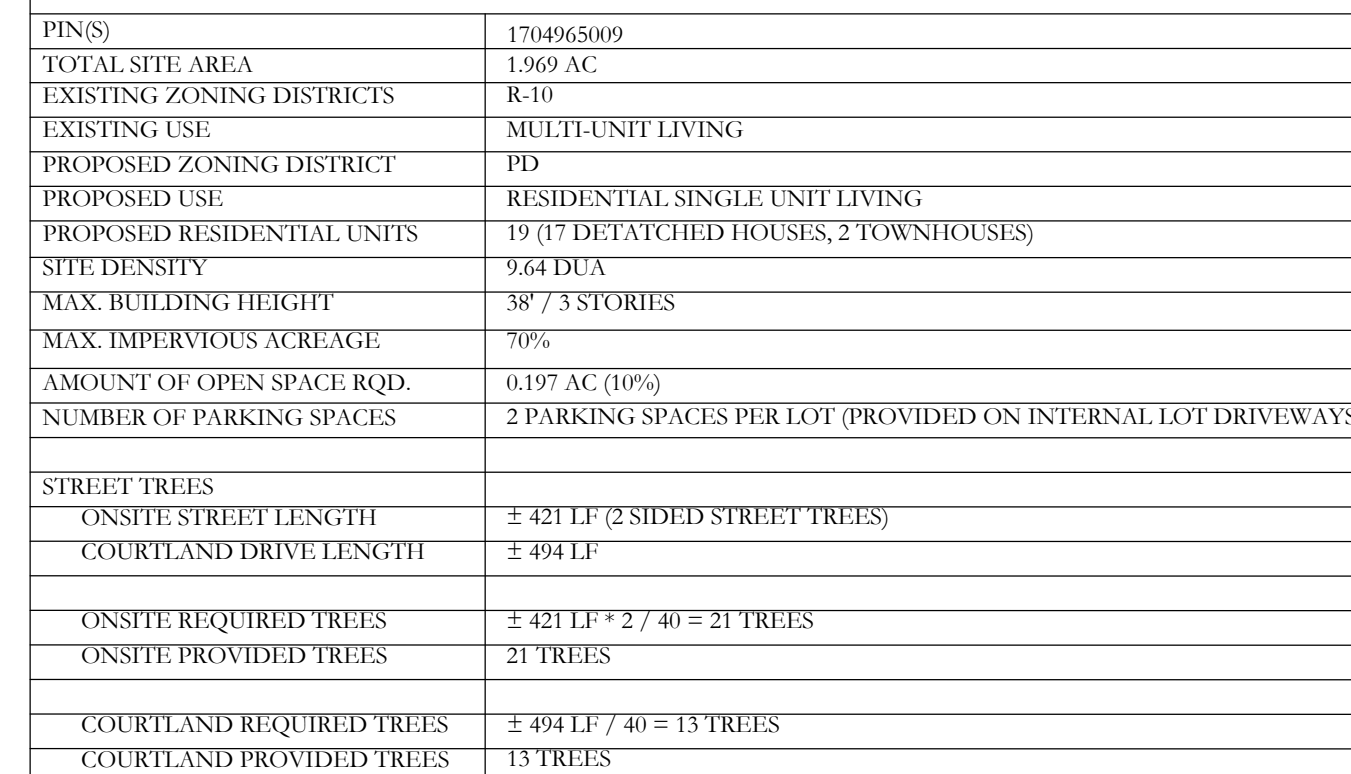 PIN(S) 1704965009
TOTAL SITE AREA 1.969 AC
EXISTING ZONING DISTRICTS R-10
EXISTING USE MULTI-UNIT LIVING
PROPOSED ZONING DISTRICT PD
PROPOSED USE RESIDENTIAL SINGLE UNIT LIVING
PROPOSED RESIDENTIAL UNITS 19 (17 DETATCHED HOUSES, 2 TOWNHOUSES)
SITE DENSITY 9.64 DUA
MAX. BUILDING HEIGHT 38' / 3 STORIES
MAX. IMPERVIOUS ACREAGE 70%
AMOUNT OF OPEN SPACE RQD. 0.197 AC (10%)
NUMBER OF PARKING SPACES 2 PARKING SPACES PER LOT (PROVIDED ON INTERNAL LOT DRIVEWAYS
STREET TREES
ONSITE STREET LENGTH ± 421 LF (2 SIDED STREET TREES)
COURTLAND DRIVE LENGTH ± 494 LF
ONSITE REQUIRED TREES ± 421 LF * 2 / 40 = 21 TREES
ONSITE PROVIDED TREES 21 TREES
COURTLAND REQUIRED TREES ± 494 LF / 40 = 13 TREES
COURTLAND PROVIDED TREES 13 TREES